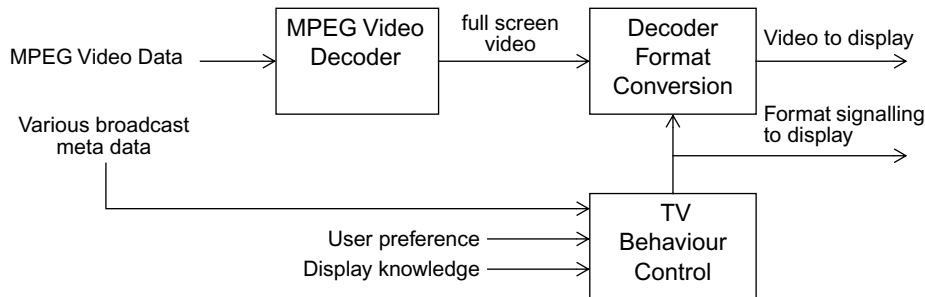 MPEG Video Data
MPEG Video
Decoder
full screen
video
Decoder
Format
Conversion
Video to display
Format signalling
to display
Various broadcast
meta data
User preference
Display knowledge
TV
Behaviour
Control